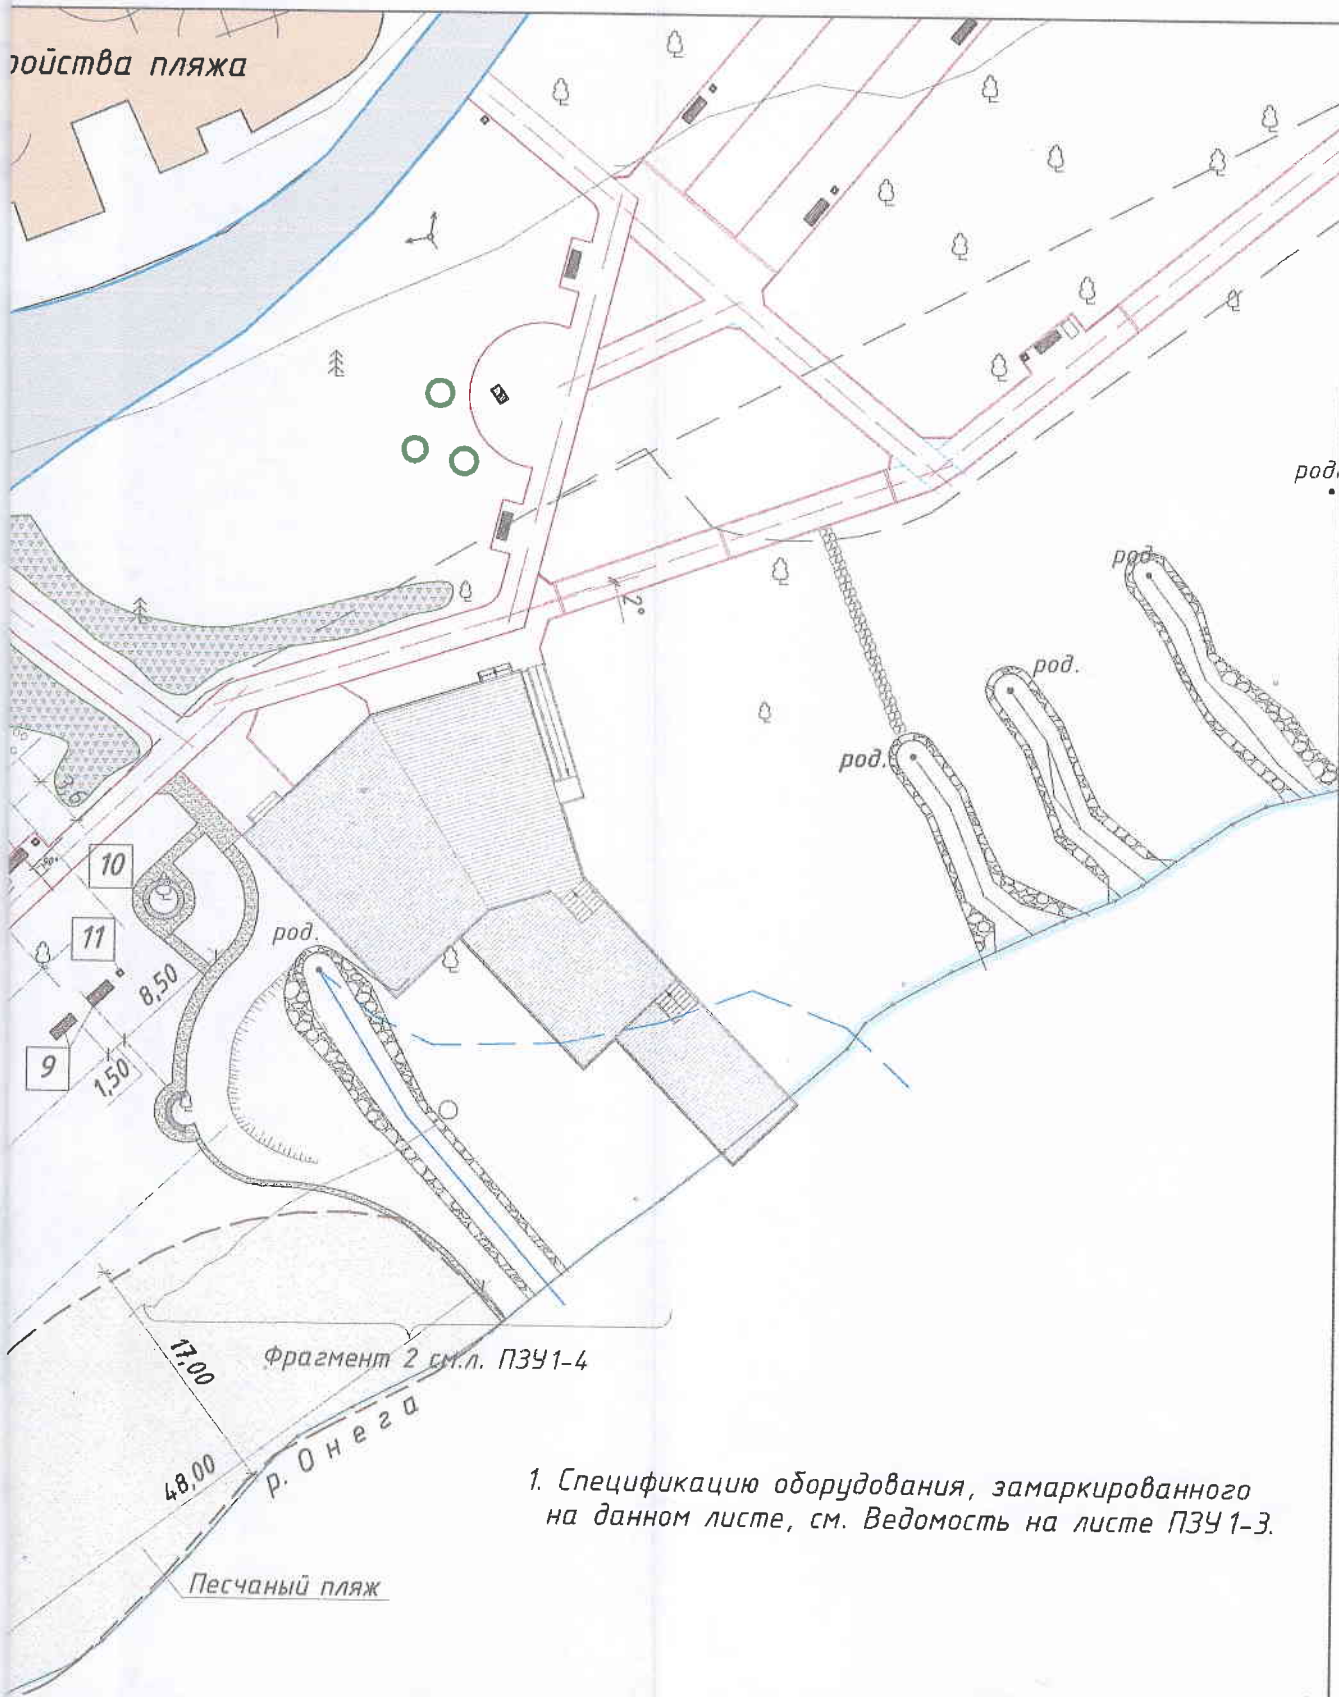 ройства пляжа
род.
род.
род.
2°
род.
3,6
10
11
род.
8,50
9
1,50
17,00
Фрагмент 2 см.л. ПЗУ1-4
р. Онега
48,00
1. Спецификацию оборудования, замаркированного
на данном листе, см. Ведомость на листе ПЗУ1-3.
Песчаный пляж